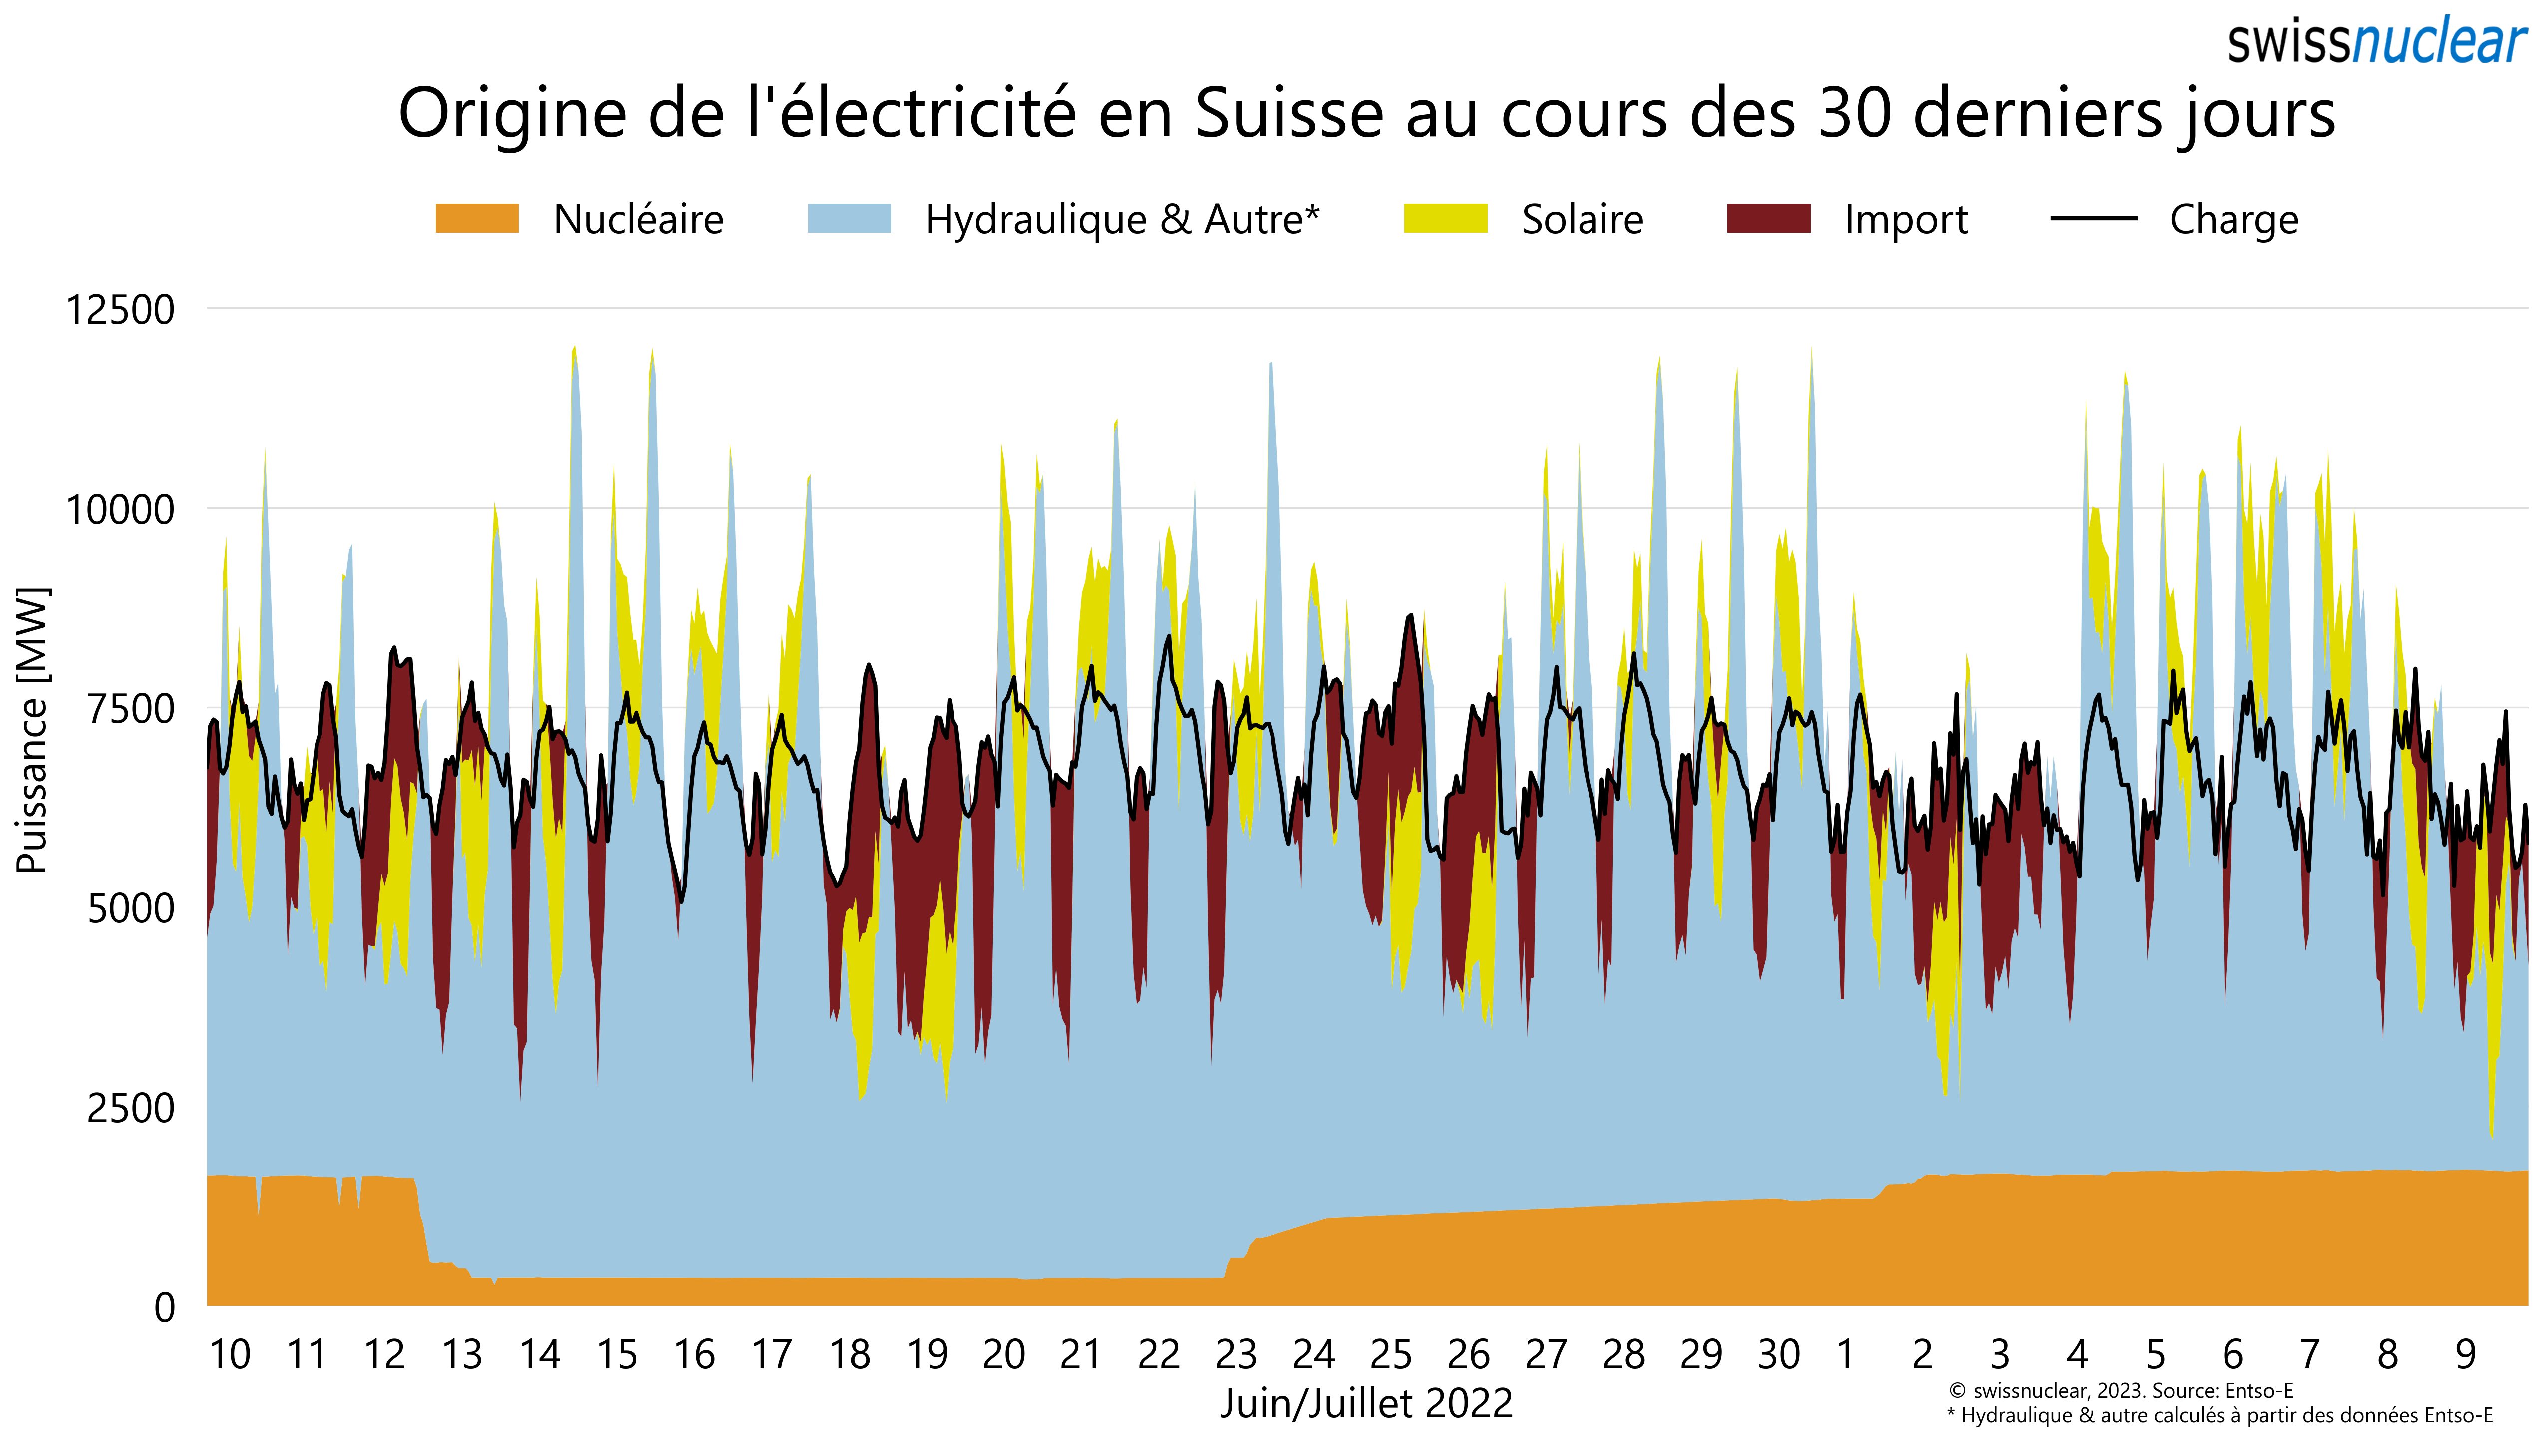 swissnuclear
Origine de l'électricité en Suisse au cours des 30 derniers jours
Nucléaire Hydraulique & Autre* Solaire Import Charge
12500
10000
7500
5000
2500
0
Puissance [MW]
10 11 12 13 14 15 16 17 18 19 20 21 22 23 24 25 26 27 28 29 30 1 2 3 4 5 6 7 8 9
Juin/Juillet 2022
© swissnuclear, 2023. Source: Entso-E
* Hydraulique & autre calculés à partir des données Entso-E